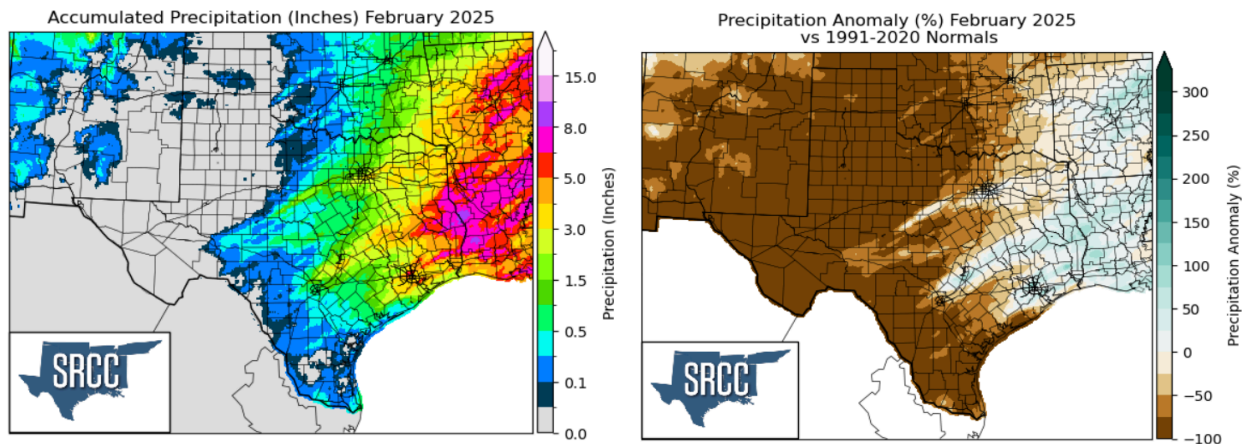 Accumulated Precipitation (Inches) February 2025
15.0
8.0
5.0
3.0
1.5
0.5
0.1
0.0
Precipitation (Inches)
SRCC
Precipitation Anomaly (%) February 2025
vs 1991-2020 Normals
300
250
200
150
100
50
0
−50
−100
Precipitation Anomaly (%)
SRCC